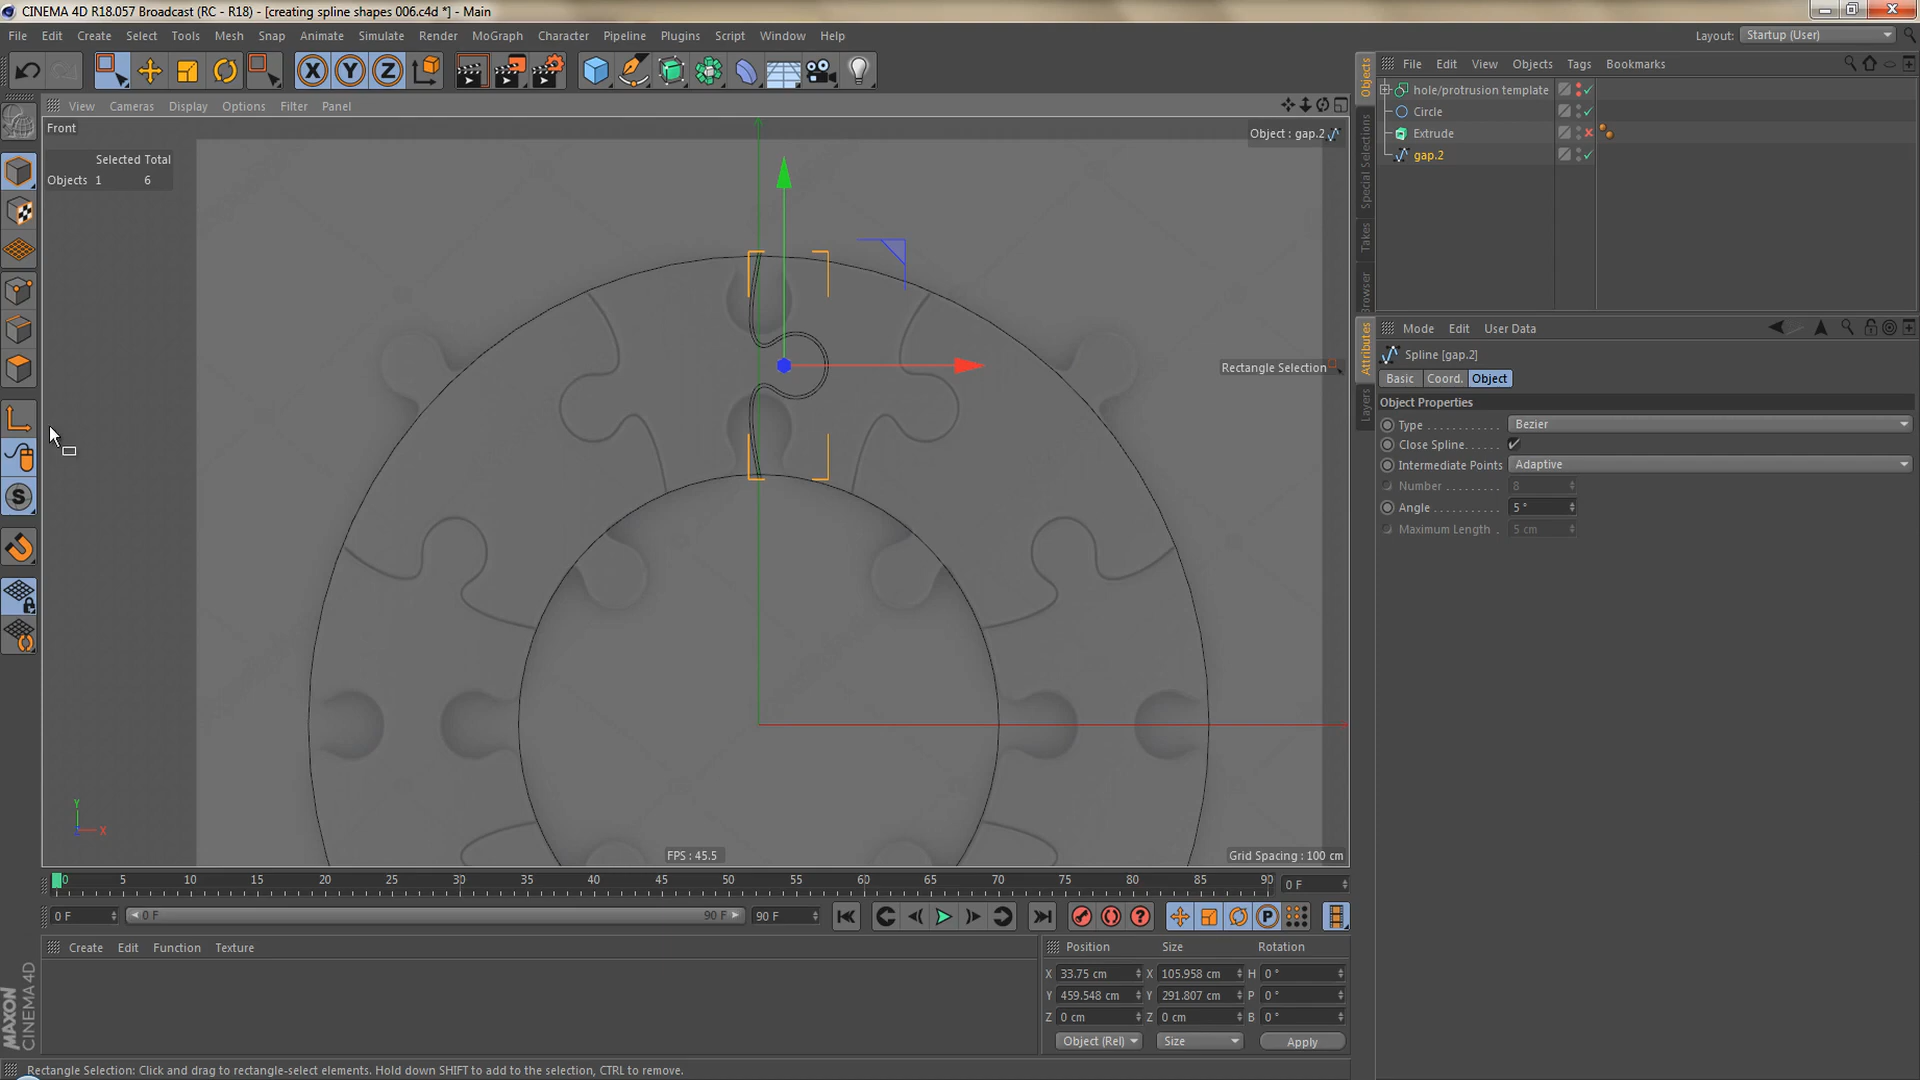 CINEMA 4D R18.057 Broadcast (RC - R18) - [creating spline shapes 006.c4d *] - Main
File Edit Create Select Tools Mesh Snap Animate Simulate Render MoGraph Character Pipeline Plugins Script Window Help
Layout: Startup (User)
X Y Z
File Edit View Objects Tags Bookmarks
hole/protrusion template
Circle
Extrude
gap.2
View Cameras Display Options Filter Panel
Front
Object : gap.2
Selected Total
Objects 1 6
Rectangle Selection
Objects
Special Selections
Takes
Browser
Attributes
Layers
Mode Edit User Data
Spline [gap.2]
Basic Coord. Object
Object Properties
Type Bezier
Close Spline
Intermediate Points Adaptive
Number 8
Angle 5 °
Maximum Length 5 cm
Y
X
FPS : 45.5
Grid Spacing : 100 cm
0 5 10 15 20 25 30 35 40 45 50 55 60 65 70 75 80 85 90 0 F
0 F 0 F 90 F 90 F
Create Edit Function Texture
Position Size Rotation
X 33.75 cm X 105.958 cm H 0 °
Y 459.548 cm Y 291.807 cm P 0 °
Z 0 cm Z 0 cm B 0 °
Object (Rel) Size Apply
MAXON
CINEMA 4D
Rectangle Selection: Click and drag to rectangle-select elements. Hold down SHIFT to add to the selection, CTRL to remove.